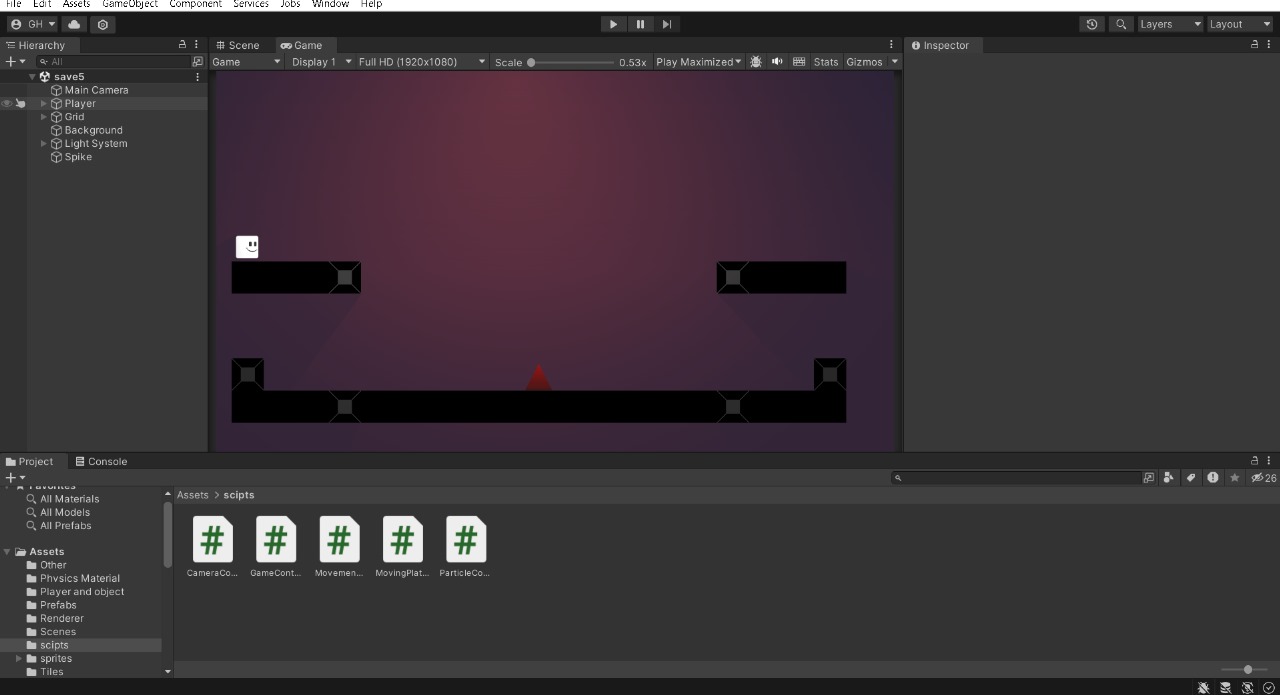 File Edit Assets GameObject Component Services Jobs Window Help
GH Layers Layout
Hierarchy Scene Game Inspector
All Game Display 1 Full HD (1920x1080) Scale 0.53x Play Maximized Stats Gizmos
save5
Main Camera
Player
Grid
Background
Light System
Spike
Project Console
26
Favorites
All Materials
All Models
All Prefabs
Assets
Other
Physics Material
Player and object
Prefabs
Renderer
Scenes
scipts
sprites
Tiles
Assets > scipts
# # # # #
CameraCo... GameCont... Movemen... MovingPlat... ParticleCo...